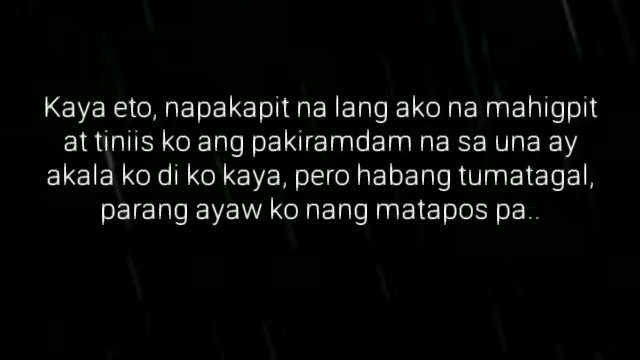 Kaya eto, napakapit na lang ako na mahigpit
at tiniis ko ang pakiramdam na sa una ay
akala ko di ko kaya, pero habang tumatagal,
parang ayaw ko nang matapos pa..